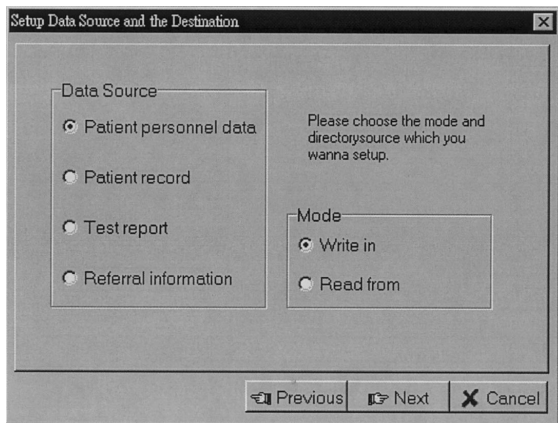 Setup Data Source and the Destination
Data Source
Patient personnel data
Patient record
Test report
Referral information
Please choose the mode and
directorysource which you
wanna setup.
Mode
Write in
Read from
Previous
Next
Cancel